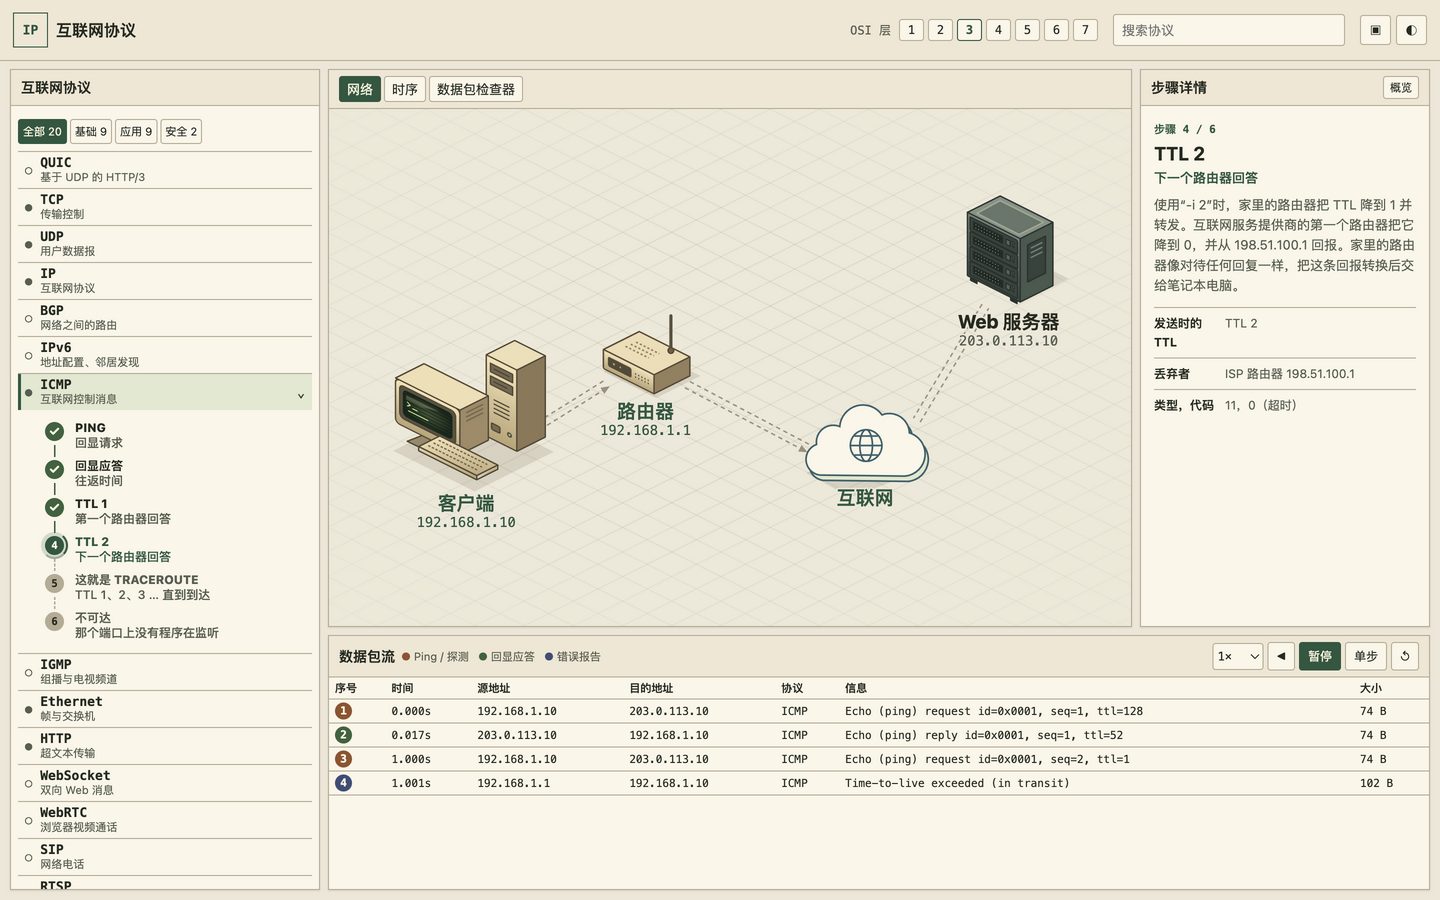 IP
互联网协议
OSI 层
1 2 3 4 5 6 7
搜索协议
互联网协议
全部 20
基础 9
应用 9
安全 2
QUIC
基于 UDP 的 HTTP/3
TCP
传输控制
UDP
用户数据报
IP
互联网协议
BGP
网络之间的路由
IPv6
地址配置、邻居发现
ICMP
互联网控制消息
PING
回显请求
回显应答
往返时间
TTL 1
第一个路由器回答
4
TTL 2
下一个路由器回答
5
这就是 TRACEROUTE
TTL 1、2、3 ... 直到到达
6
不可达
那个端口上没有程序在监听
IGMP
组播与电视频道
Ethernet
帧与交换机
HTTP
超文本传输
WebSocket
双向 Web 消息
WebRTC
浏览器视频通话
SIP
网络电话
RTSP
网络
时序
数据包检查器
Web 服务器
203.0.113.10
路由器
192.168.1.1
互联网
客户端
192.168.1.10
步骤详情
概览
步骤 4 / 6
TTL 2
下一个路由器回答
使用“-i 2”时，家里的路由器把 TTL 降到 1 并
转发。互联网服务提供商的第一个路由器把它
降到 0，并从 198.51.100.1 回报。家里的路由
器像对待任何回复一样，把这条回报转换后交
给笔记本电脑。
发送时的 TTL 2
TTL
丢弃者 ISP 路由器 198.51.100.1
类型，代码 11，0（超时）
数据包流
Ping / 探测
回显应答
错误报告
1×
暂停
单步
序号 时间 源地址 目的地址 协议 信息 大小
1 0.000s 192.168.1.10 203.0.113.10 ICMP Echo (ping) request id=0x0001, seq=1, ttl=128 74 B
2 0.017s 203.0.113.10 192.168.1.10 ICMP Echo (ping) reply id=0x0001, seq=1, ttl=52 74 B
3 1.000s 192.168.1.10 203.0.113.10 ICMP Echo (ping) request id=0x0001, seq=2, ttl=1 74 B
4 1.001s 192.168.1.1 192.168.1.10 ICMP Time-to-live exceeded (in transit) 102 B